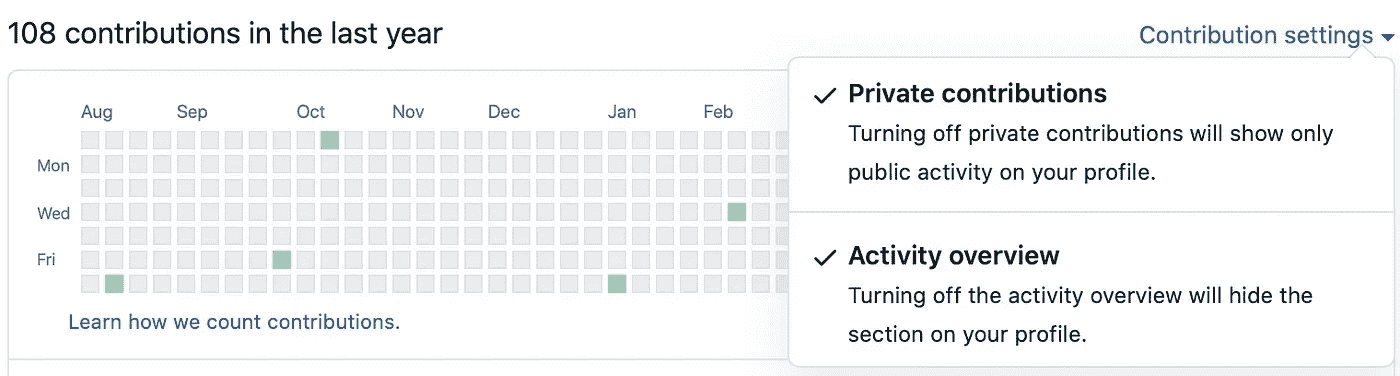 108 contributions in the last year
Contribution settings
Aug Sep Oct Nov Dec Jan Feb
Mon
Wed
Fri
Learn how we count contributions.
Private contributions
Turning off private contributions will show only
public activity on your profile.
Activity overview
Turning off the activity overview will hide the
section on your profile.